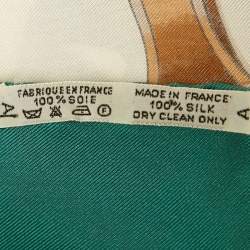 FABRIQUE EN FRANCE
100% SOIE
A
MADE IN FRANCE
100% SILK
DRY CLEAN ONLY
A